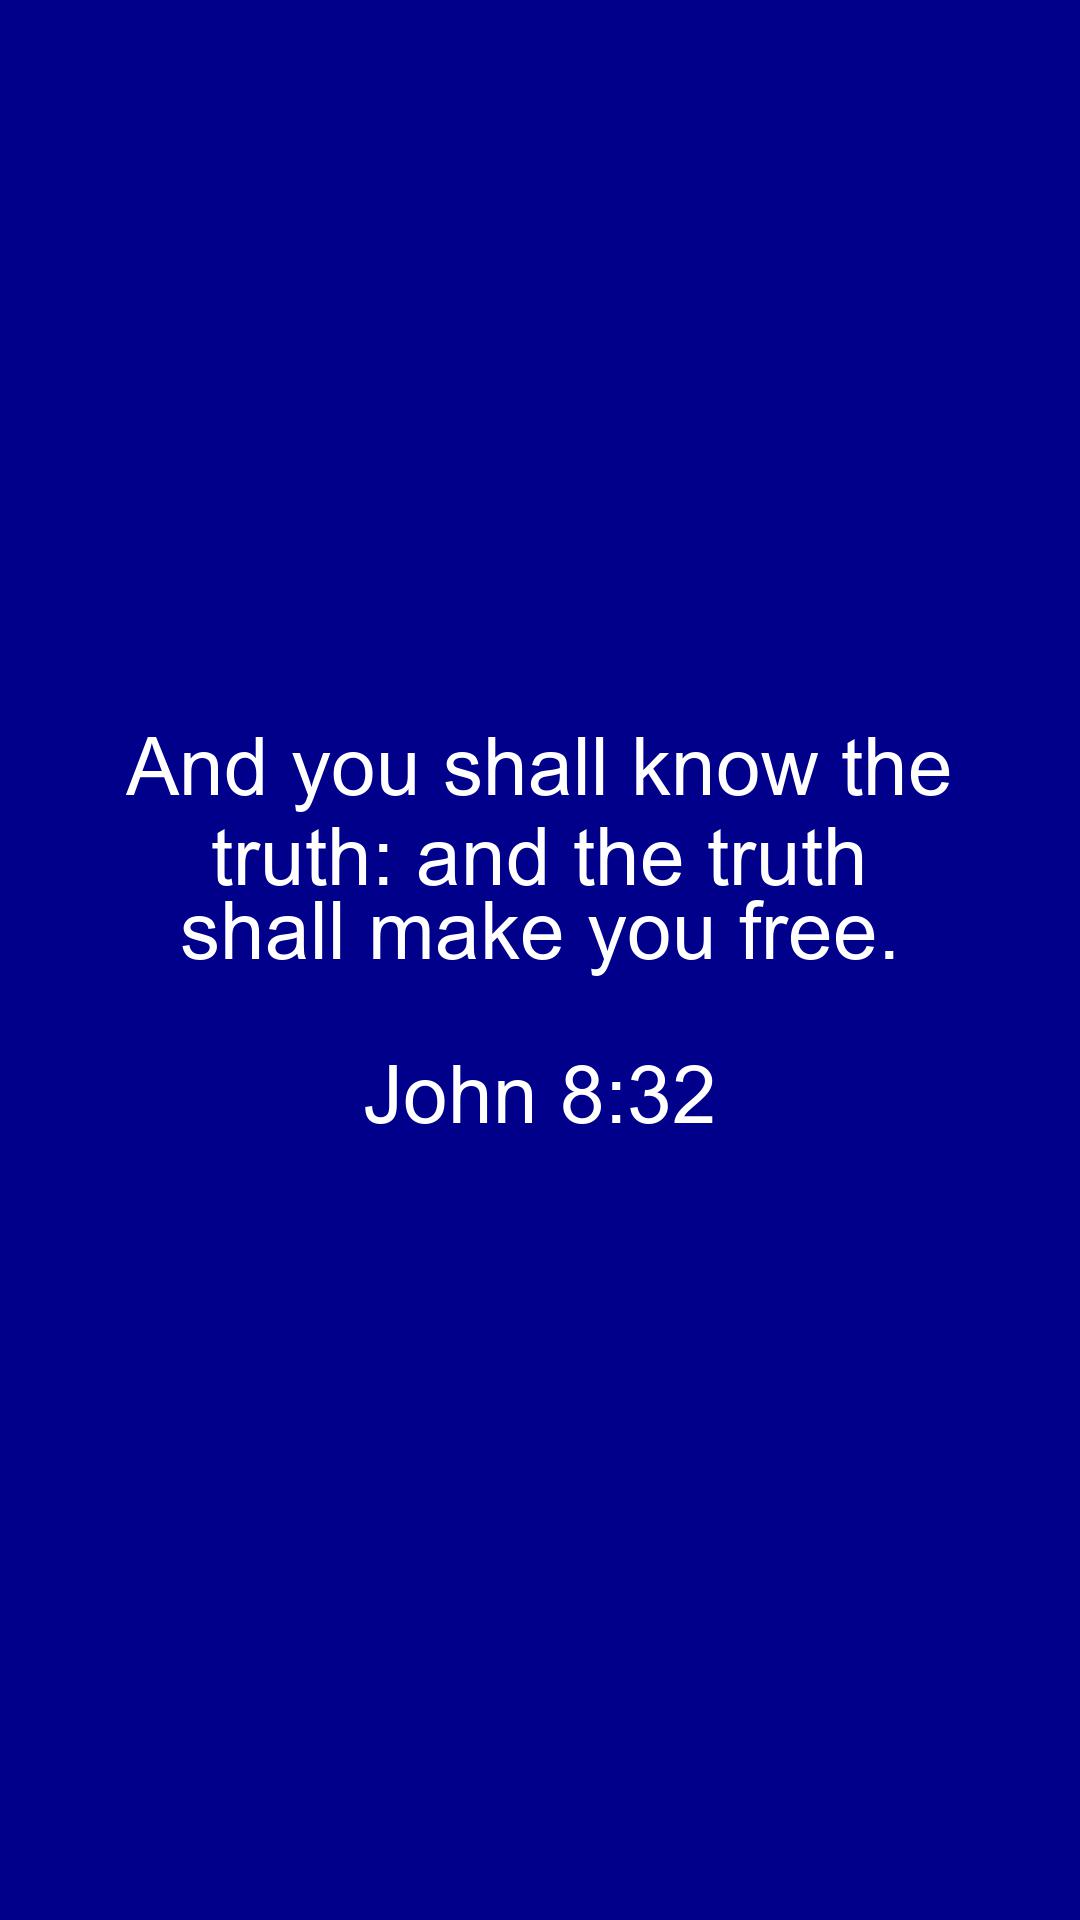 And you shall know the
truth: and the truth
shall make you free.
John 8:32